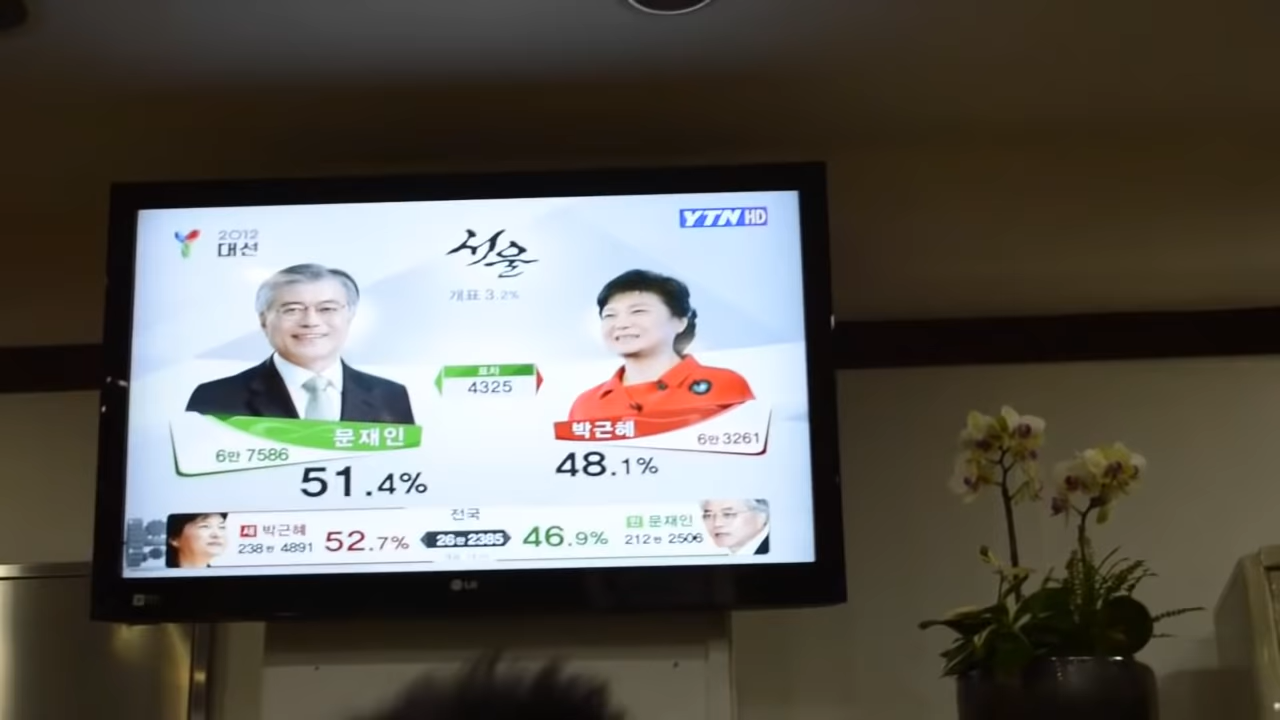 2012
대선
서울
YTN HD
개표 3.2%
표차
4325
문재인
6만 7586
51.4%
박근혜
6만 3261
48.1%
전국
새 박근혜
238만 4891
52.7%
26만 2385
46.9%
민 문재인
212만 2506
LG